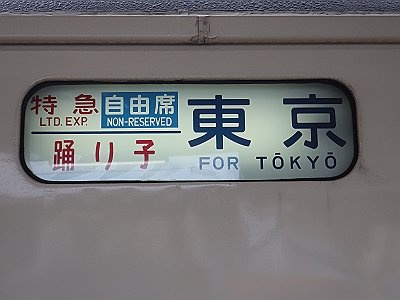 特急 自由席 東京
LTD. EXP. NON-RESERVED
踊り子 FOR TŌKYŌ